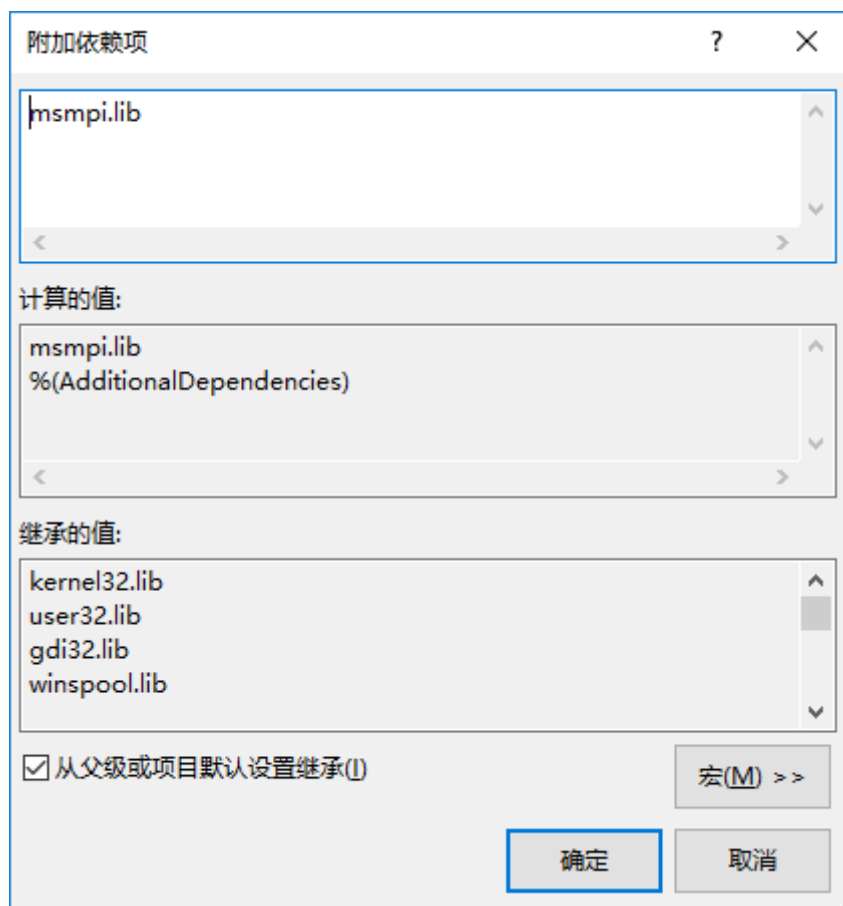 附加依赖项
msmpi.lib
计算的值:
msmpi.lib
%(AdditionalDependencies)
继承的值:
kernel32.lib
user32.lib
gdi32.lib
winspool.lib
从父级或项目默认设置继承(I)
宏(M) >>
确定
取消